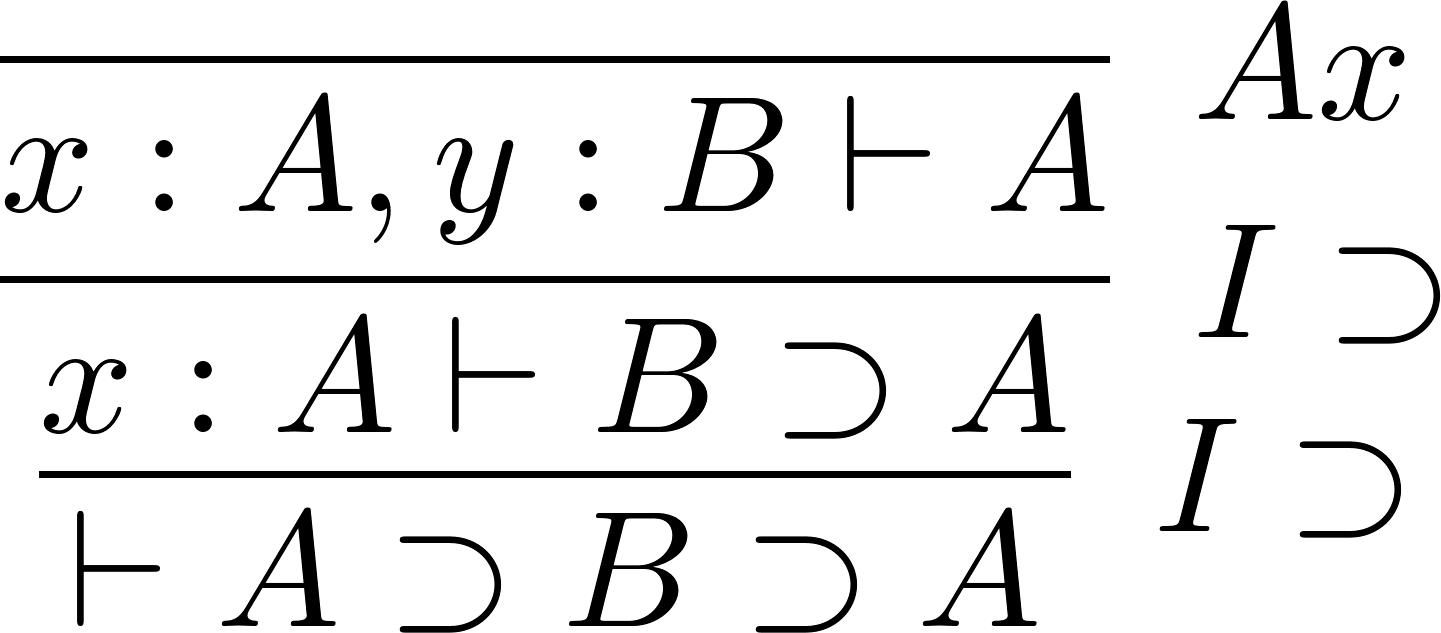 Ax
x : A, y : B ⊢ A
I ⊃
x : A ⊢ B ⊃ A
I ⊃
⊢ A ⊃ B ⊃ A